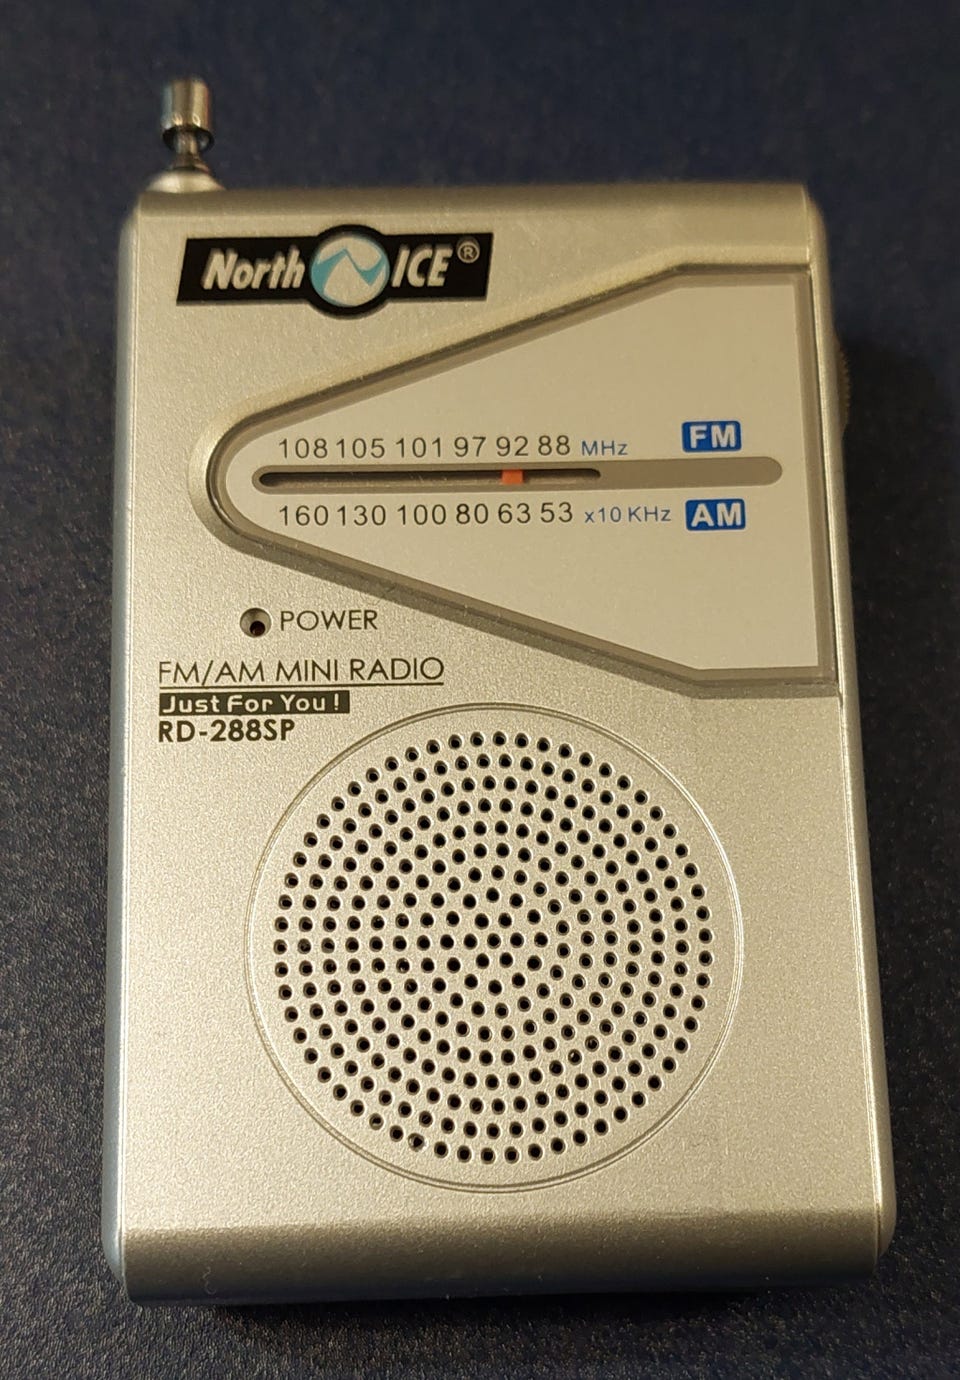 North ICE ®
108 105 101 97 92 88 MHz FM
160 130 100 80 63 53 x10 KHz AM
POWER
FM/AM MINI RADIO
Just For You!
RD-288SP